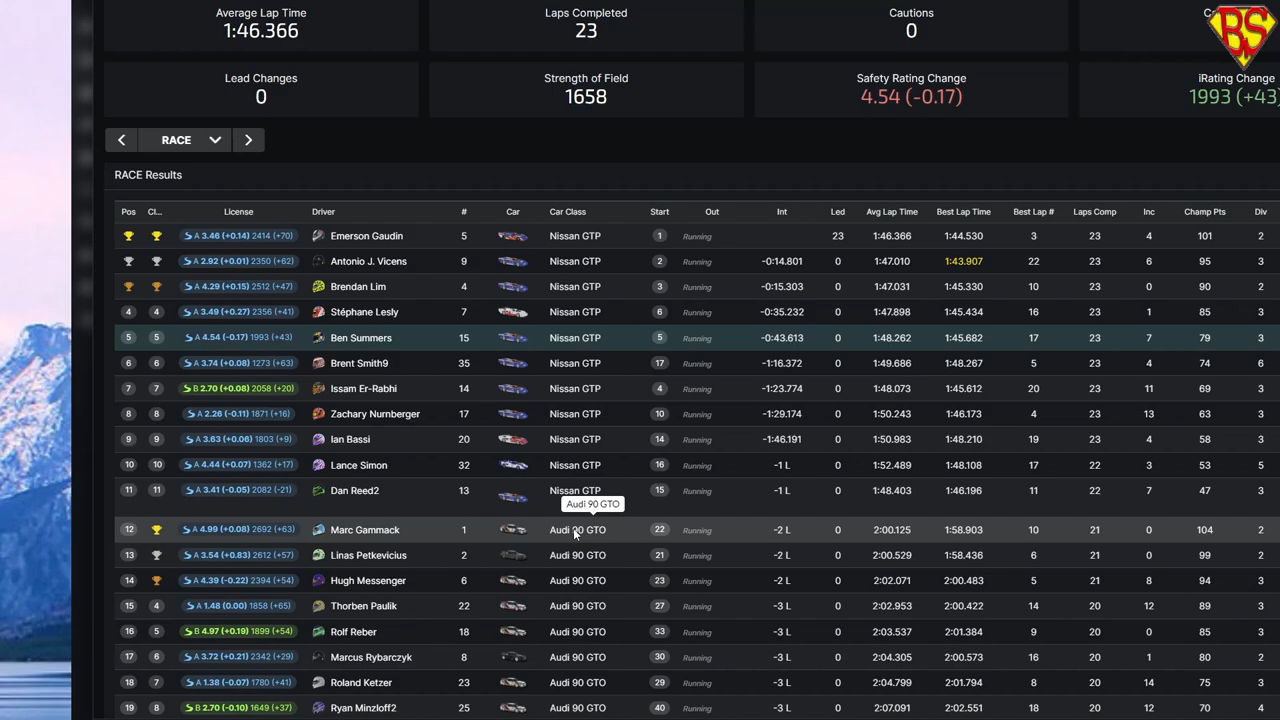 Average Lap Time Laps Completed Cautions
1:46.366 23 0
BS
Lead Changes Strength of Field Safety Rating Change iRating Change
0 1658 4.54 (-0.17) 1993 (+43)
RACE
RACE Results
Pos Cl... License Driver # Car Car Class Start Out Int Led Avg Lap Time Best Lap Time Best Lap # Laps Comp Inc Champ Pts Div
A 3.46 (+0.14) 2414 (+70) Emerson Gaudin 5 Nissan GTP 1 Running 23 1:46.366 1:44.530 3 23 4 101 2
A 2.92 (+0.01) 2350 (+62) Antonio J. Vicens 9 Nissan GTP 2 Running -0:14.801 0 1:47.010 1:43.907 22 23 6 95 3
A 4.29 (+0.15) 2512 (+47) Brendan Lim 4 Nissan GTP 3 Running -0:15.303 0 1:47.031 1:45.330 10 23 0 90 2
4 4 A 3.49 (+0.27) 2356 (+41) Stéphane Lesly 7 Nissan GTP 6 Running -0:35.232 0 1:47.898 1:45.434 16 23 1 85 3
5 5 A 4.54 (-0.17) 1993 (+43) Ben Summers 15 Nissan GTP 5 Running -0:43.613 0 1:48.262 1:45.682 17 23 7 79 3
6 6 A 3.74 (+0.08) 1273 (+63) Brent Smith9 35 Nissan GTP 17 Running -1:16.372 0 1:49.686 1:48.267 5 23 4 74 6
7 7 B 2.70 (+0.08) 2058 (+20) Issam Er-Rabhi 14 Nissan GTP 4 Running -1:23.774 0 1:48.073 1:45.612 20 23 11 69 3
8 8 A 2.26 (-0.11) 1871 (+16) Zachary Nurnberger 17 Nissan GTP 10 Running -1:29.174 0 1:50.243 1:46.173 4 23 13 63 3
9 9 A 3.63 (+0.06) 1803 (+9) Ian Bassi 20 Nissan GTP 14 Running -1:46.191 0 1:50.983 1:48.210 19 23 4 58 3
10 10 A 4.44 (+0.07) 1362 (+17) Lance Simon 32 Nissan GTP 16 Running -1 L 0 1:52.489 1:48.108 17 22 3 53 5
11 11 A 3.41 (-0.05) 2082 (-21) Dan Reed2 13 Nissan GTP 15 Running -1 L 0 1:48.403 1:46.196 11 22 7 47 3
Audi 90 GTO
12 A 4.99 (+0.08) 2692 (+63) Marc Gammack 1 Audi 90 GTO 22 Running -2 L 0 2:00.125 1:58.903 10 21 0 104 2
13 A 3.54 (+0.83) 2612 (+57) Linas Petkevicius 2 Audi 90 GTO 21 Running -2 L 0 2:00.529 1:58.436 6 21 0 99 2
14 A 4.39 (-0.22) 2394 (+54) Hugh Messenger 6 Audi 90 GTO 23 Running -2 L 0 2:02.071 2:00.483 5 21 8 94 3
15 4 A 1.48 (0.00) 1858 (+65) Thorben Paulik 22 Audi 90 GTO 27 Running -3 L 0 2:02.953 2:00.422 14 20 12 89 3
16 5 B 4.97 (+0.19) 1899 (+54) Rolf Reber 18 Audi 90 GTO 33 Running -3 L 0 2:03.537 2:01.384 9 20 0 85 3
17 6 A 3.72 (+0.21) 2342 (+29) Marcus Rybarczyk 8 Audi 90 GTO 30 Running -3 L 0 2:04.305 2:00.573 16 20 1 80 2
18 7 A 1.38 (-0.07) 1780 (+41) Roland Ketzer 23 Audi 90 GTO 29 Running -3 L 0 2:04.799 2:01.794 8 20 14 75 3
19 8 B 2.70 (-0.10) 1649 (+37) Ryan Minzloff2 25 Audi 90 GTO 40 Running -3 L 0 2:07.091 2:02.551 18 20 12 70 4